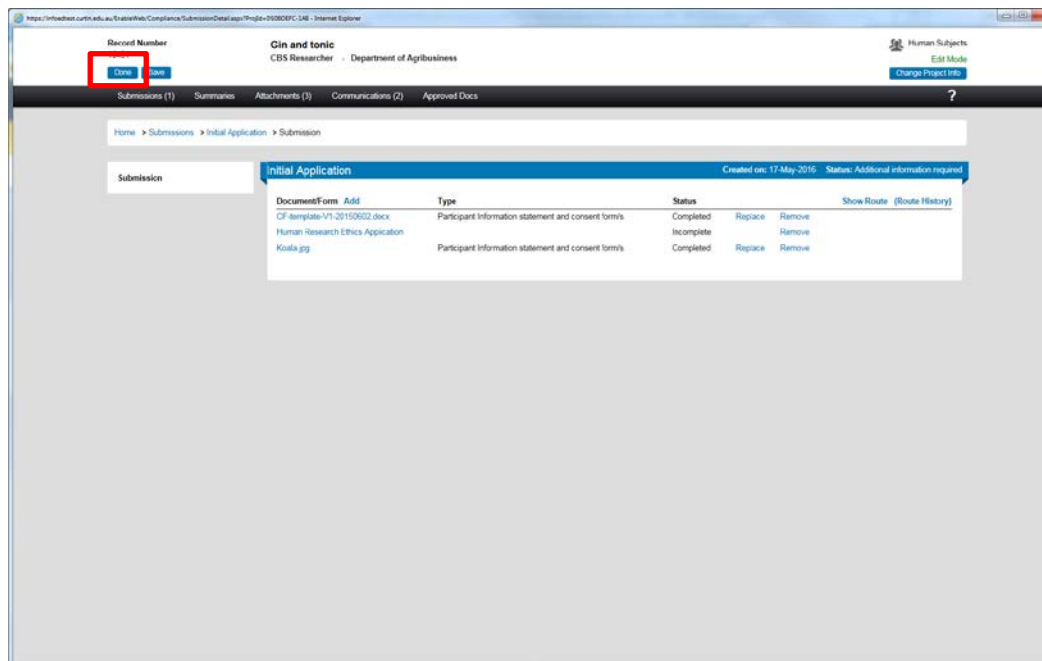 https://infoedtest.curtin.edu.au/EnableWeb/Compliance/SubmissionDetail.aspx?ProjId= - Internet Explorer
Record Number
Gin and tonic
Human Subjects
CBS Researcher - Department of Agribusiness
Edit Mode
Done Save
Change Project Info
Submissions (1) Summaries Attachments (3) Communications (2) Approved Docs ?
Home > Submissions > Initial Application > Submission
Submission
Initial Application Created on: 17-May-2016 Status: Additional information required
Document/Form Add Type Status Show Route (Route History)
CF-template-V1-20150602.docx Participant Information statement and consent form/s Completed Replace Remove
Human Research Ethics Application Incomplete Remove
Koala.jpg Participant Information statement and consent form/s Completed Replace Remove